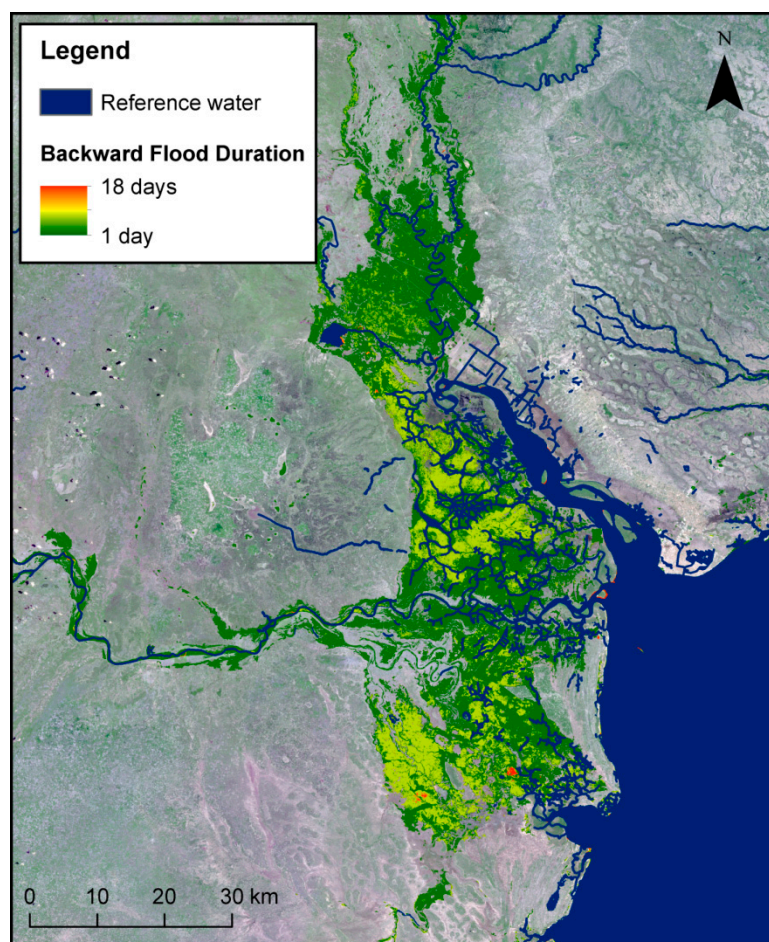 Legend
Reference water
Backward Flood Duration
18 days
1 day
N
0 10 20 30 km